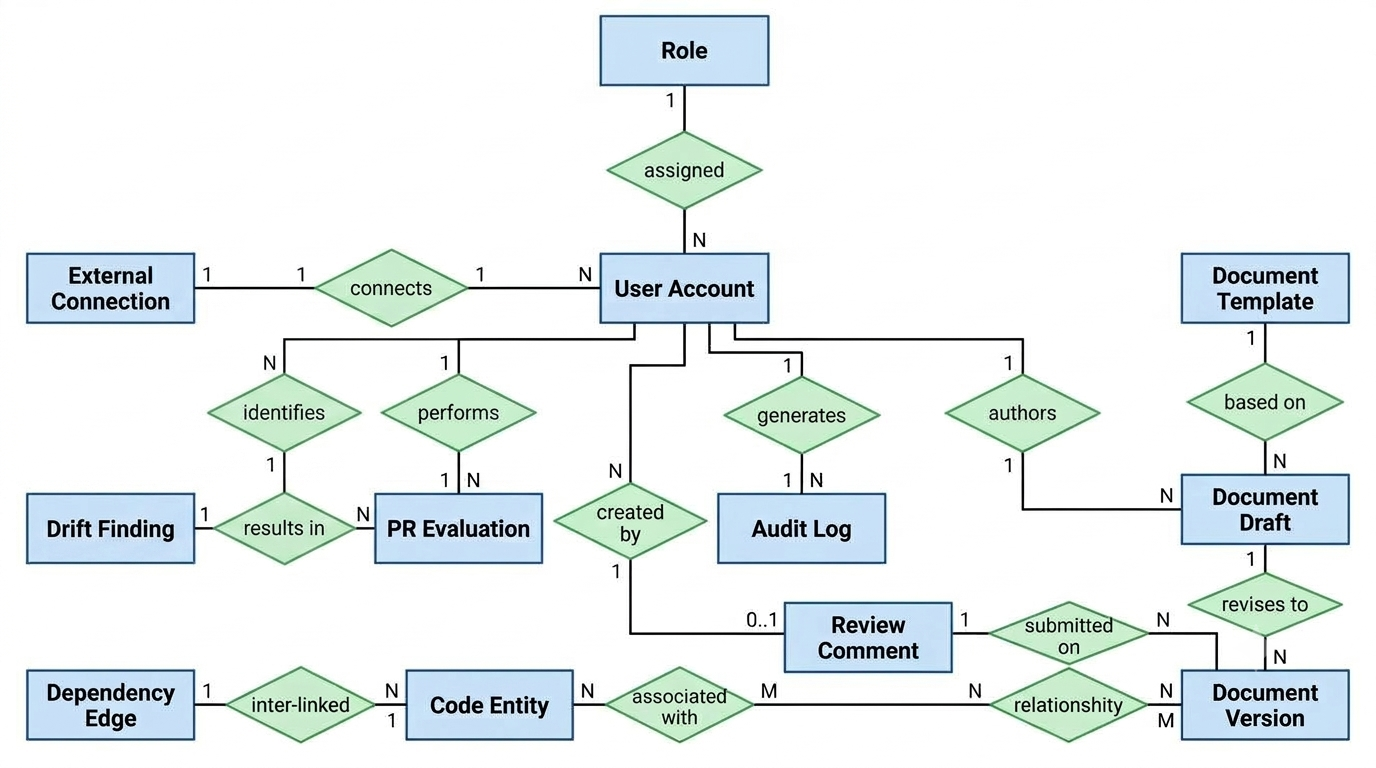 Role
1
assigned
N
External
Connection
1
1
connects
1
N
User Account
Document
Template
1
N
identifies
1
performs
1
generates
1
authors
based on
1
1
N
1
N
1
N
N
Drift Finding
1
results in
N
PR Evaluation
N
created
by
1
Audit Log
1
N
Document
Draft
1
revises to
N
0..1
Review
Comment
1
submitted
on
N
Dependency
Edge
1
inter-linked
N
1
Code Entity
N
associated
with
M
N
relationshity
N
M
Document
Version